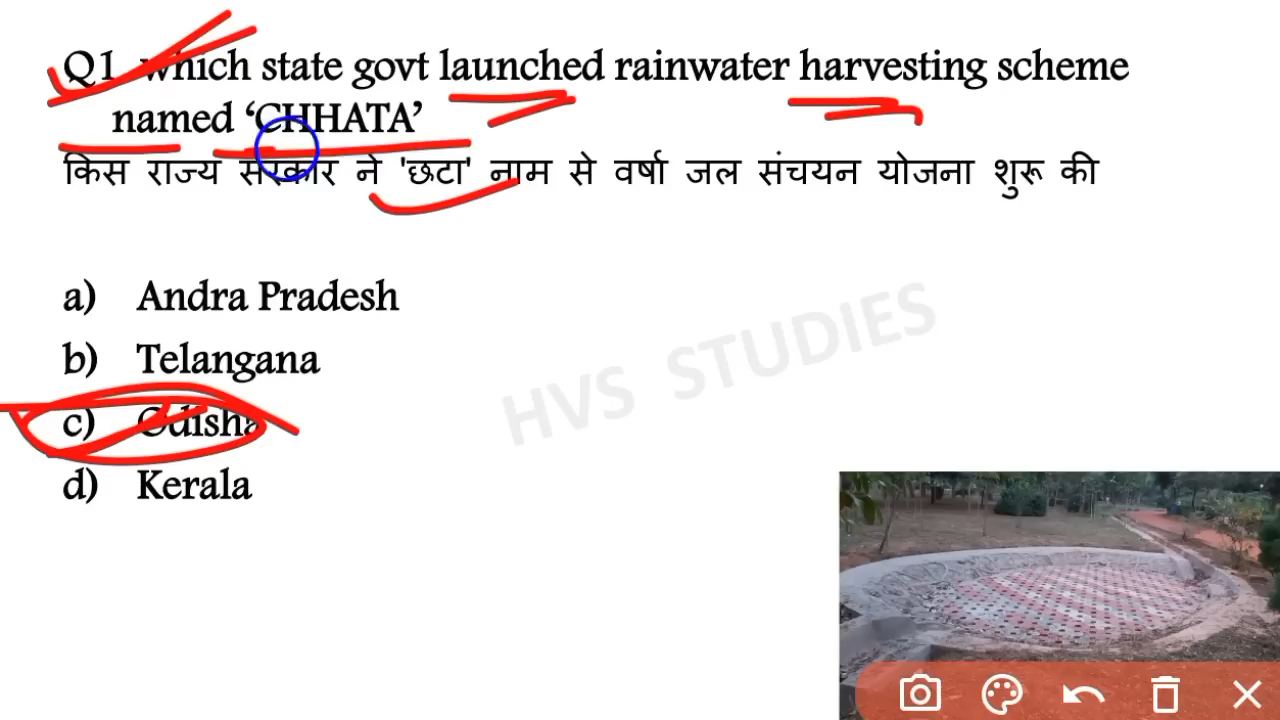 Q1 which state govt launched rainwater harvesting scheme
named ‘CHHATA’
किस राज्य सरकार ने 'छटा' नाम से वर्षा जल संचयन योजना शुरू की
a) Andra Pradesh
b) Telangana
c) Odisha
d) Kerala
HVS STUDIES